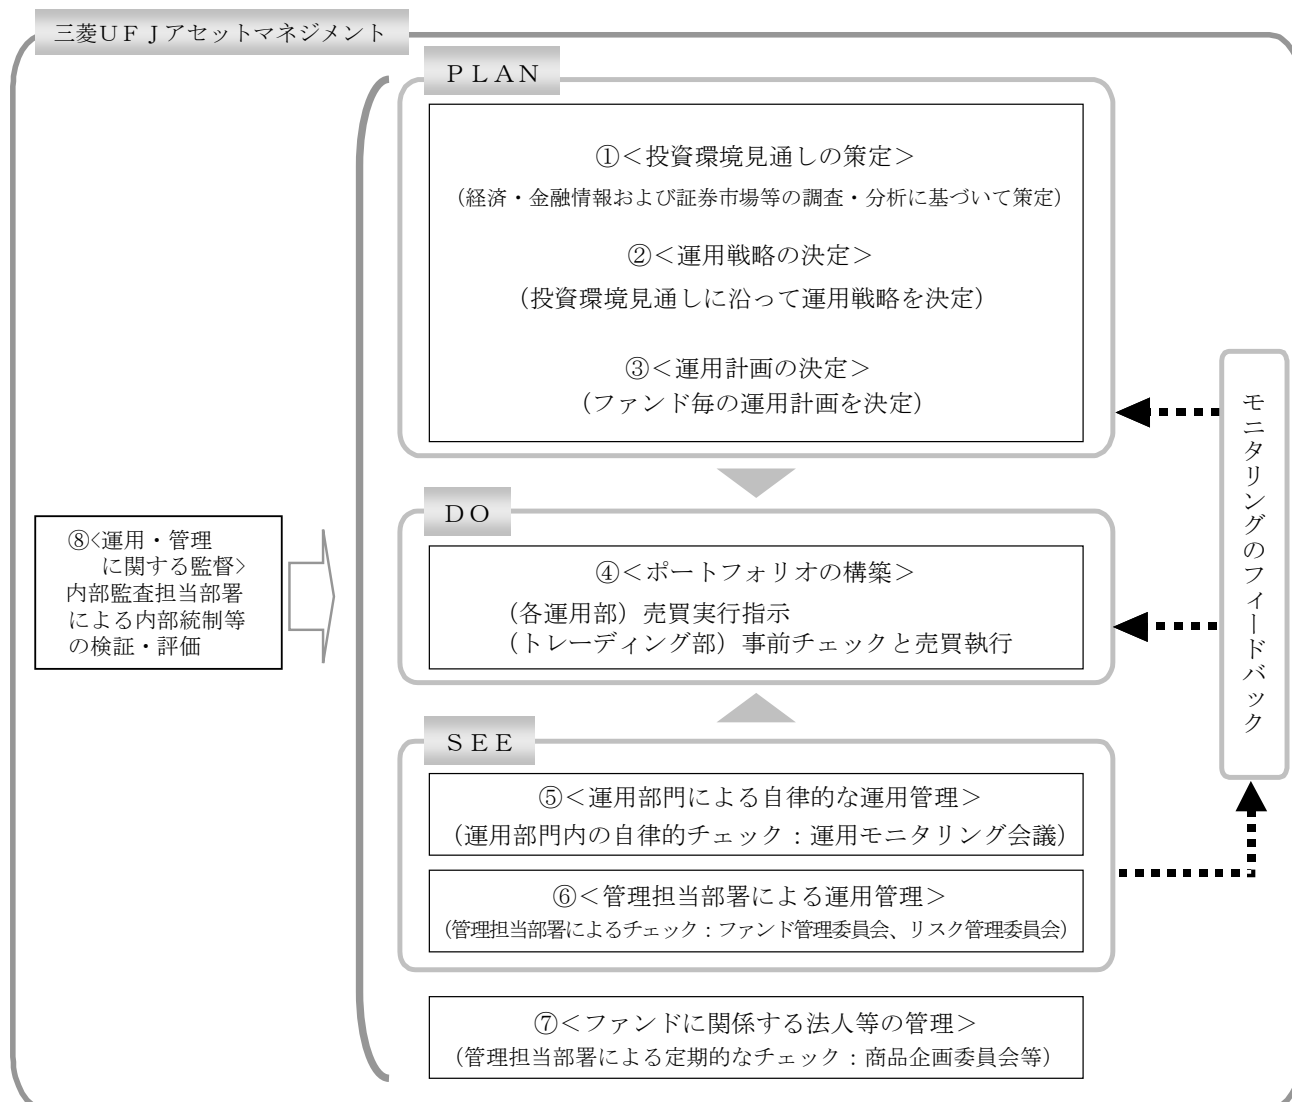 三菱ＵＦＪアセットマネジメント
ＰＬＡＮ
①＜投資環境見通しの策定＞
（経済・金融情報および証券市場等の調査・分析に基づいて策定）
②＜運用戦略の決定＞
（投資環境見通しに沿って運用戦略を決定）
③＜運用計画の決定＞
（ファンド毎の運用計画を決定）
ＤＯ
④＜ポートフォリオの構築＞
（各運用部）売買実行指示
（トレーディング部）事前チェックと売買執行
ＳＥＥ
⑤＜運用部門による自律的な運用管理＞
（運用部門内の自律的チェック：運用モニタリング会議）
⑥＜管理担当部署による運用管理＞
（管理担当部署によるチェック：ファンド管理委員会、リスク管理委員会）
⑦＜ファンドに関係する法人等の管理＞
（管理担当部署による定期的なチェック：商品企画委員会等）
⑧<運用・管理
に関する監督>
内部監査担当部署
による内部統制等
の検証・評価
モニタリングのフィードバック